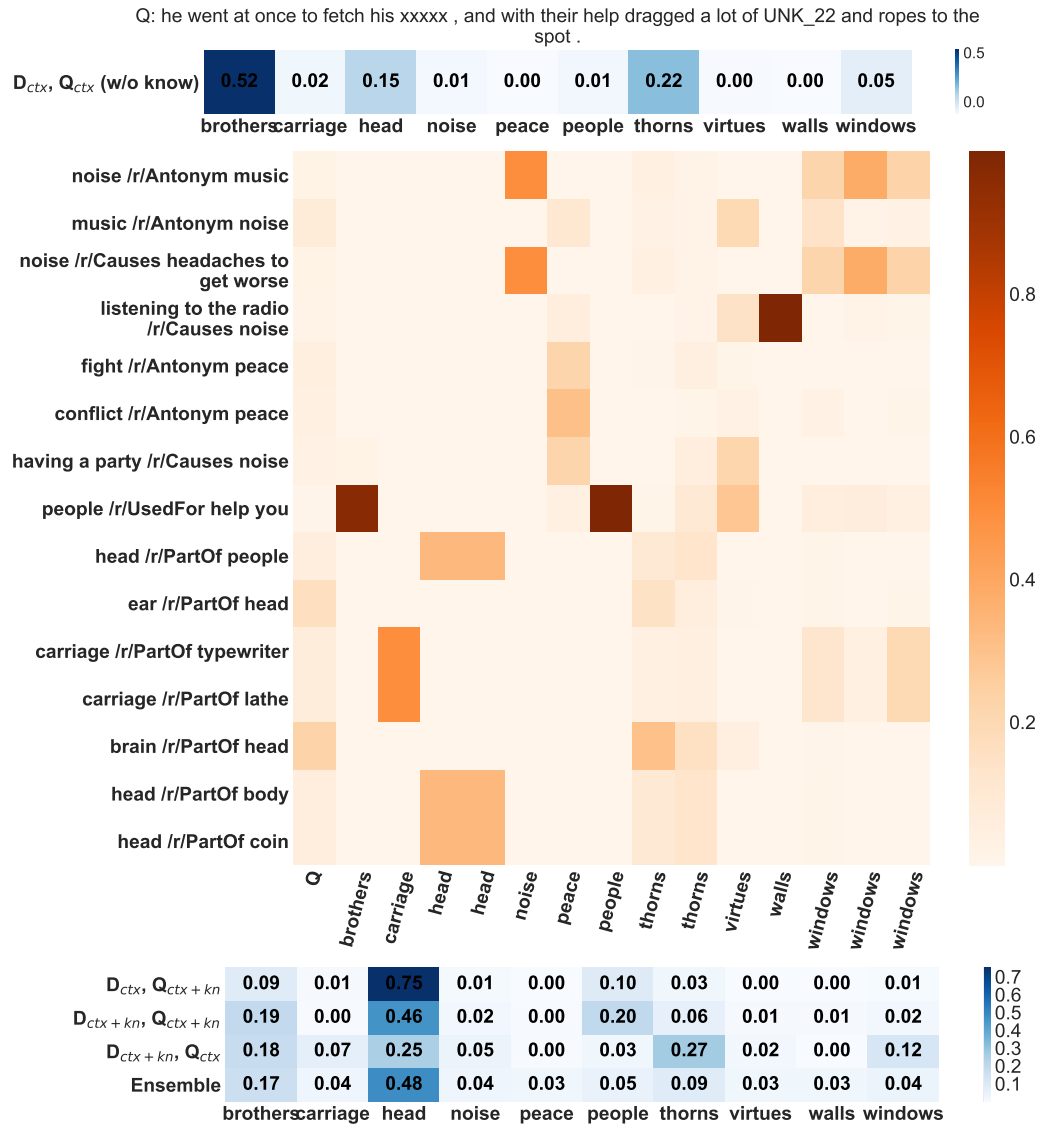 Q: he went at once to fetch his xxxxx , and with their help dragged a lot of UNK_22 and ropes to the
spot .
D_ctx, Q_ctx (w/o know) 0.52 0.02 0.15 0.01 0.00 0.01 0.22 0.00 0.00 0.05
0.5
0.0
brothers carriage head noise peace people thorns virtues walls windows
noise /r/Antonym music
music /r/Antonym noise
noise /r/Causes headaches to
get worse
listening to the radio
/r/Causes noise
fight /r/Antonym peace
conflict /r/Antonym peace
having a party /r/Causes noise
people /r/UsedFor help you
head /r/PartOf people
ear /r/PartOf head
carriage /r/PartOf typewriter
carriage /r/PartOf lathe
brain /r/PartOf head
head /r/PartOf body
head /r/PartOf coin
0.8
0.6
0.4
0.2
Q brothers carriage head head noise peace people thorns thorns virtues walls windows windows windows
D_ctx, Q_ctx+kn 0.09 0.01 0.75 0.01 0.00 0.10 0.03 0.00 0.00 0.01
D_ctx+kn, Q_ctx+kn 0.19 0.00 0.46 0.02 0.00 0.20 0.06 0.01 0.01 0.02
D_ctx+kn, Q_ctx 0.18 0.07 0.25 0.05 0.00 0.03 0.27 0.02 0.00 0.12
Ensemble 0.17 0.04 0.48 0.04 0.03 0.05 0.09 0.03 0.03 0.04
brothers carriage head noise peace people thorns virtues walls windows
0.7
0.6
0.5
0.4
0.3
0.2
0.1